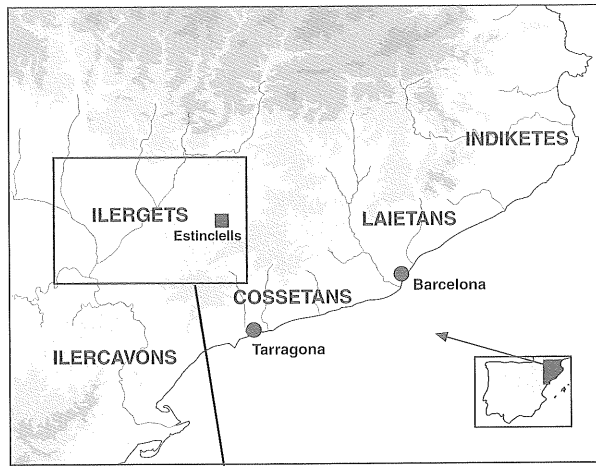 INDIKETES
ILERGETS
Estinclells
LAIETANS
Barcelona
COSSETANS
Tarragona
ILERCAVONS